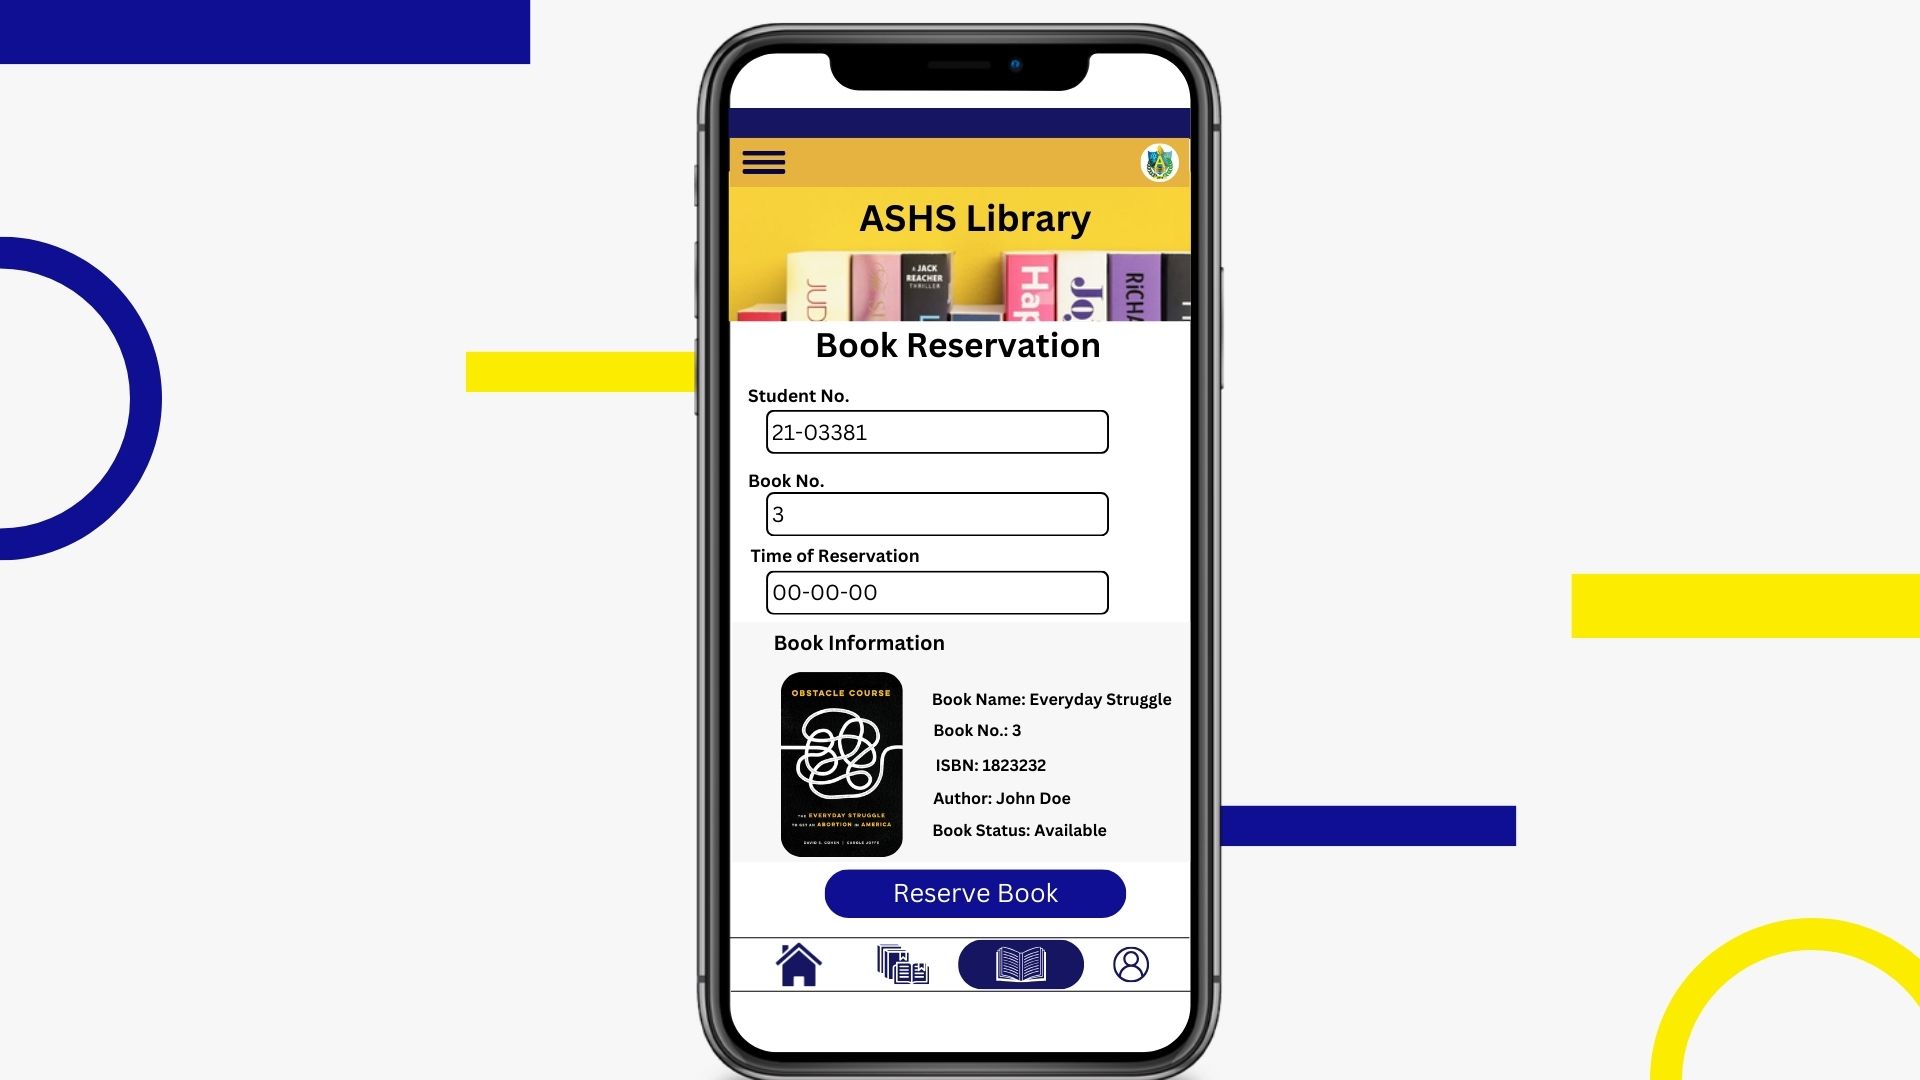 ASHS Library
JUD
A JACK
REACHER
THRILLER
Hap
Joj
RiCHA
Book Reservation
Student No.
21-03381
Book No.
3
Time of Reservation
00-00-00
Book Information
OBSTACLE COURSE
THE EVERYDAY STRUGGLE
TO GET AN ABORTION IN AMERICA
DAVID S. COHEN | CAROLE JOFFE
Book Name: Everyday Struggle
Book No.: 3
ISBN: 1823232
Author: John Doe
Book Status: Available
Reserve Book